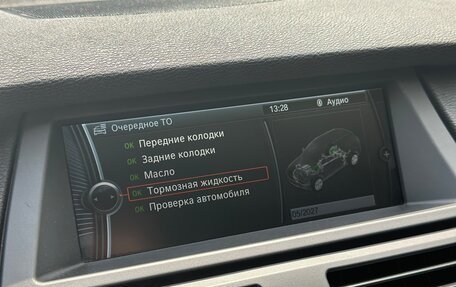 13:28 Аудио
Очередное ТО
OK Передние колодки
OK Задние колодки
OK Масло
OK Тормозная жидкость
OK Проверка автомобиля
05/2027